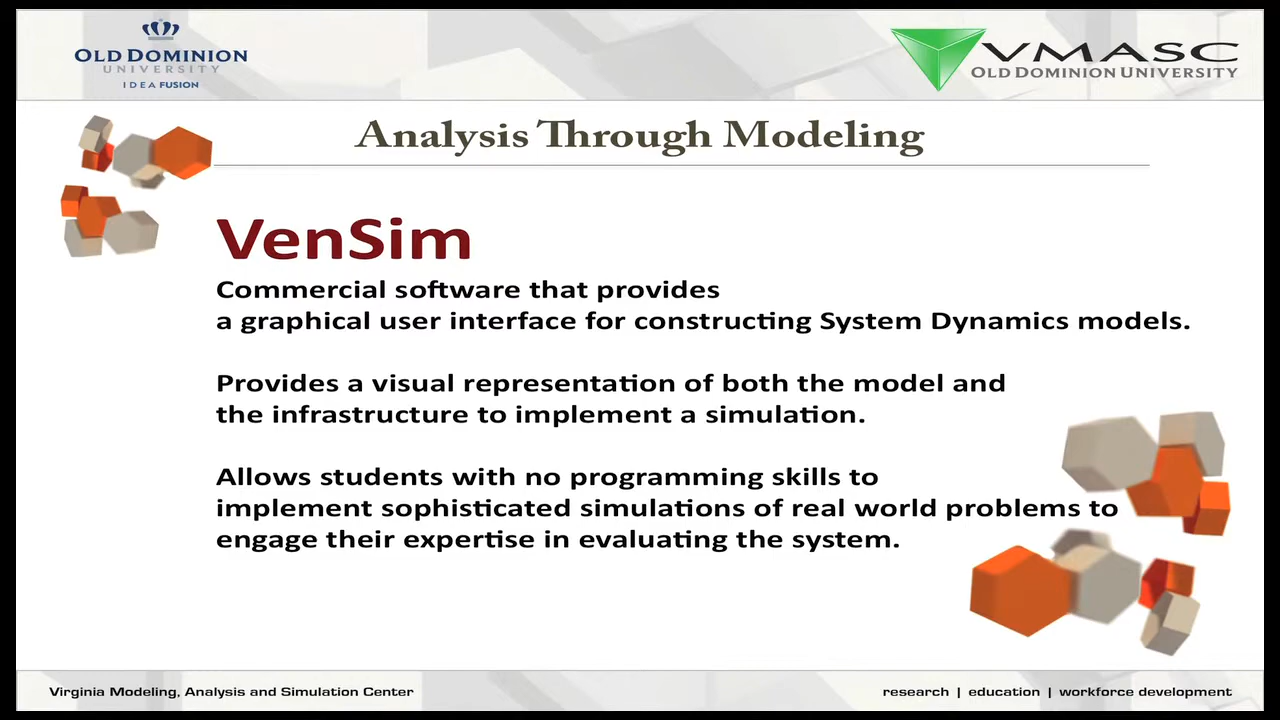 OLD DOMINION
UNIVERSITY
IDEA FUSION
VMASC
OLD DOMINION UNIVERSITY
Analysis Through Modeling
VenSim
Commercial software that provides
a graphical user interface for constructing System Dynamics models.
Provides a visual representation of both the model and
the infrastructure to implement a simulation.
Allows students with no programming skills to
implement sophisticated simulations of real world problems to
engage their expertise in evaluating the system.
Virginia Modeling, Analysis and Simulation Center
research | education | workforce development